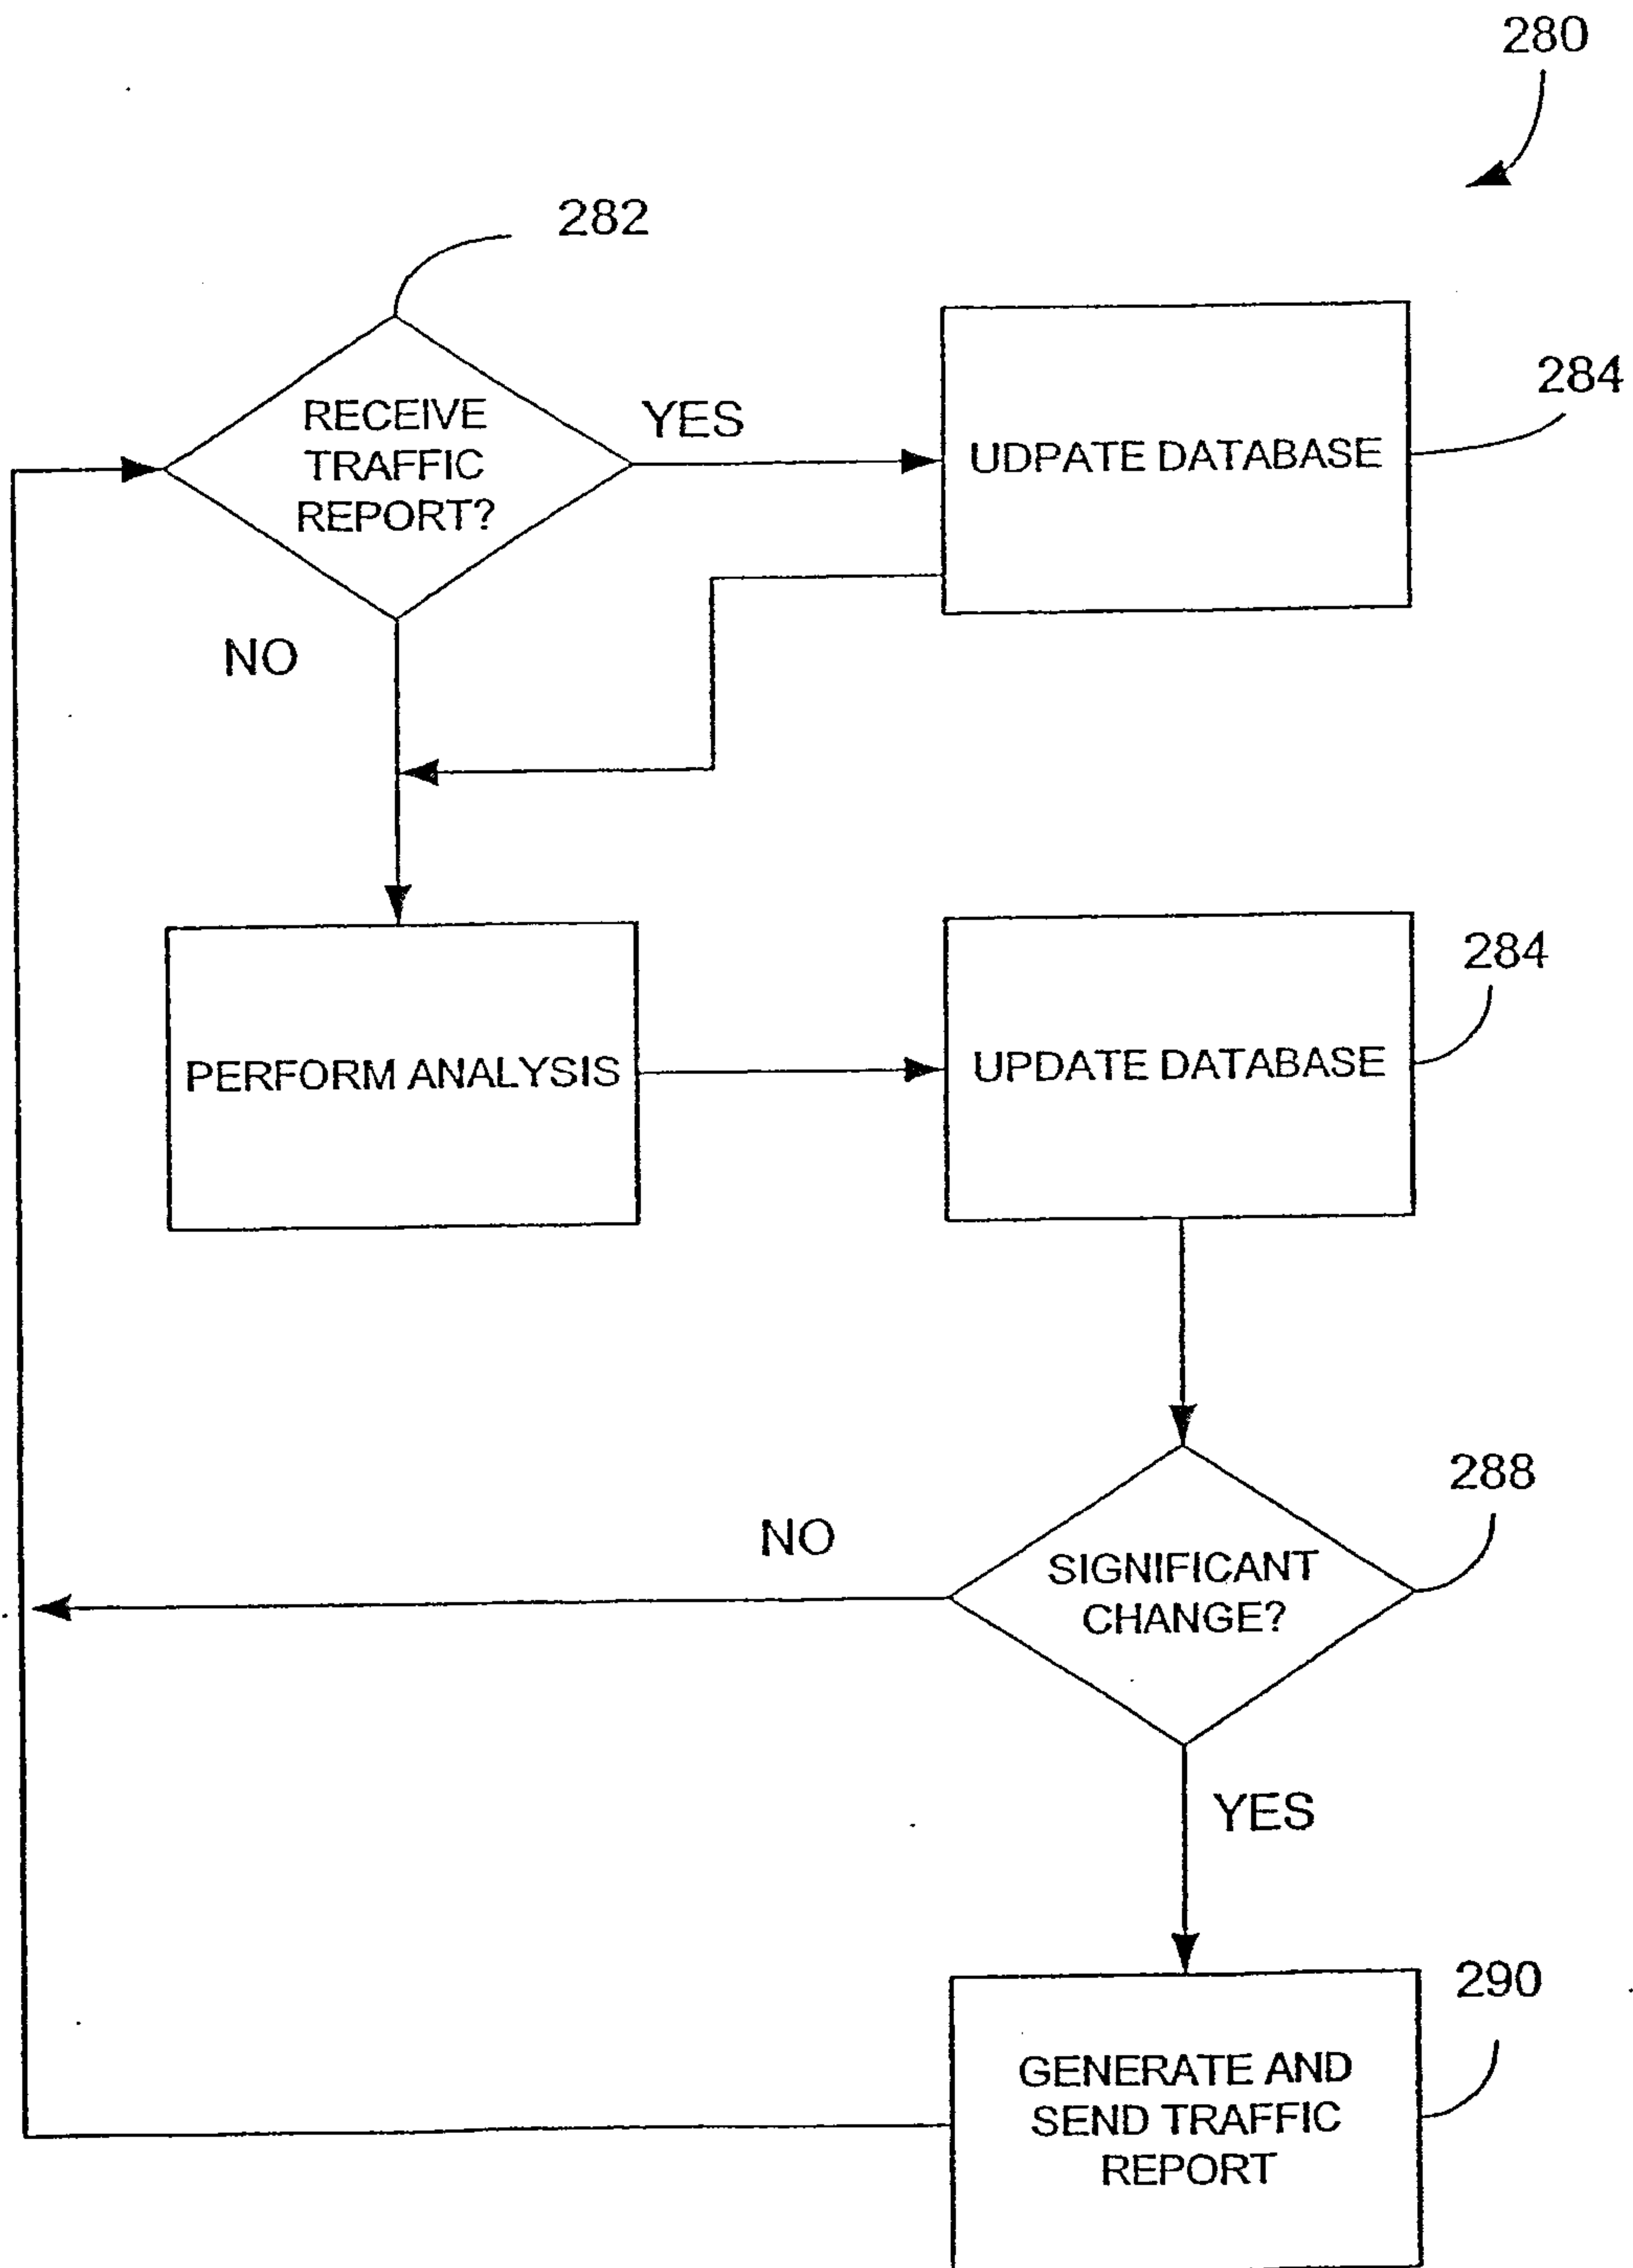 280
282
RECEIVE
TRAFFIC
REPORT?
YES
UDPATE DATABASE
284
NO
PERFORM ANALYSIS
UPDATE DATABASE
284
NO
SIGNIFICANT
CHANGE?
288
YES
GENERATE AND
SEND TRAFFIC
REPORT
290